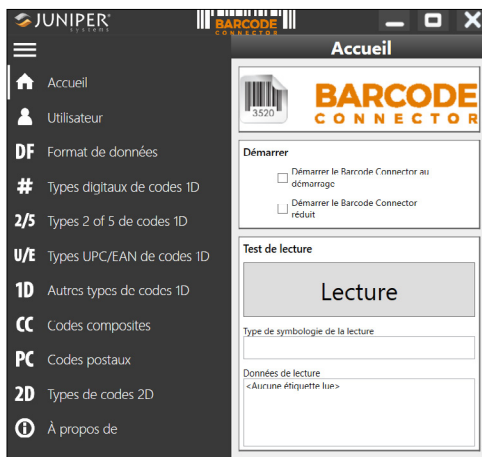 JUNIPER
systems
BARCODE
CONNECTOR
Accueil
Accueil
Utilisateur
DF Format de données
# Types digitaux de codes 1D
2/5 Types 2 of 5 de codes 1D
U/E Types UPC/EAN de codes 1D
1D Autres types de codes 1D
CC Codes composites
PC Codes postaux
2D Types de codes 2D
À propos de
3520
BARCODE
CONNECTOR
Démarrer
Démarrer le Barcode Connector au
démarrage
Démarrer le Barcode Connector
réduit
Test de lecture
Lecture
Type de symbologie de la lecture
Données de lecture
<Aucune étiquette lue>